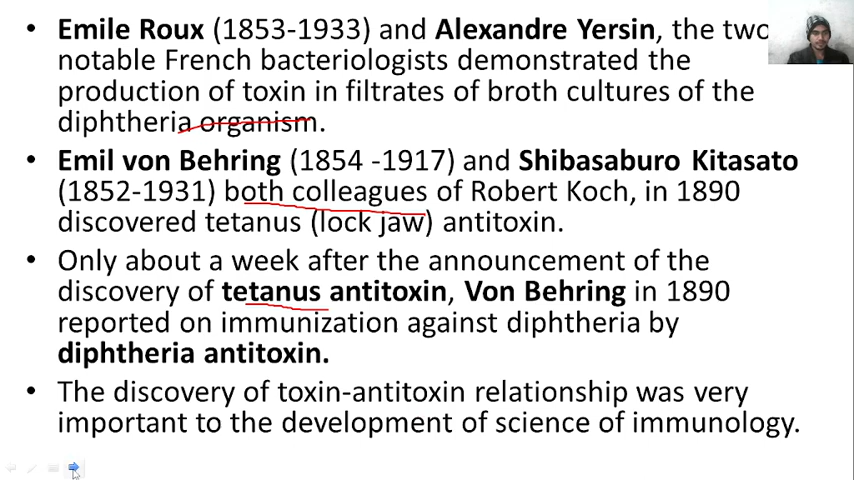 • Emile Roux (1853-1933) and Alexandre Yersin, the two
notable French bacteriologists demonstrated the
production of toxin in filtrates of broth cultures of the
diphtheria organism.
• Emil von Behring (1854 -1917) and Shibasaburo Kitasato
(1852-1931) both colleagues of Robert Koch, in 1890
discovered tetanus (lock jaw) antitoxin.
• Only about a week after the announcement of the
discovery of tetanus antitoxin, Von Behring in 1890
reported on immunization against diphtheria by
diphtheria antitoxin.
• The discovery of toxin-antitoxin relationship was very
important to the development of science of immunology.